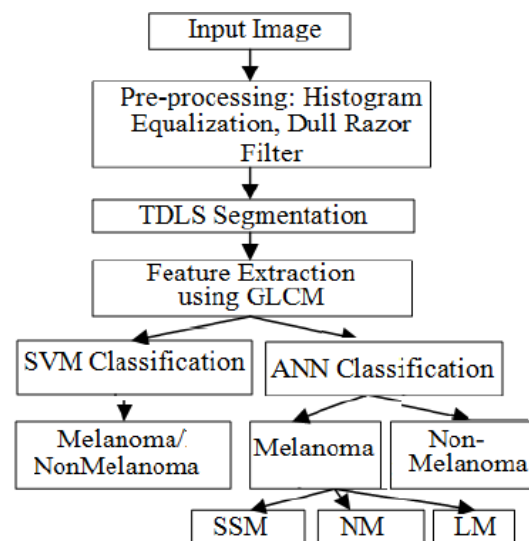 Input Image
Pre-processing: Histogram
Equalization, Dull Razor
Filter
TDLS Segmentation
Feature Extraction
using GLCM
SVM Classification
ANN Classification
Melanoma/
NonMelanoma
Melanoma
Non-
Melanoma
SSM
NM
LM